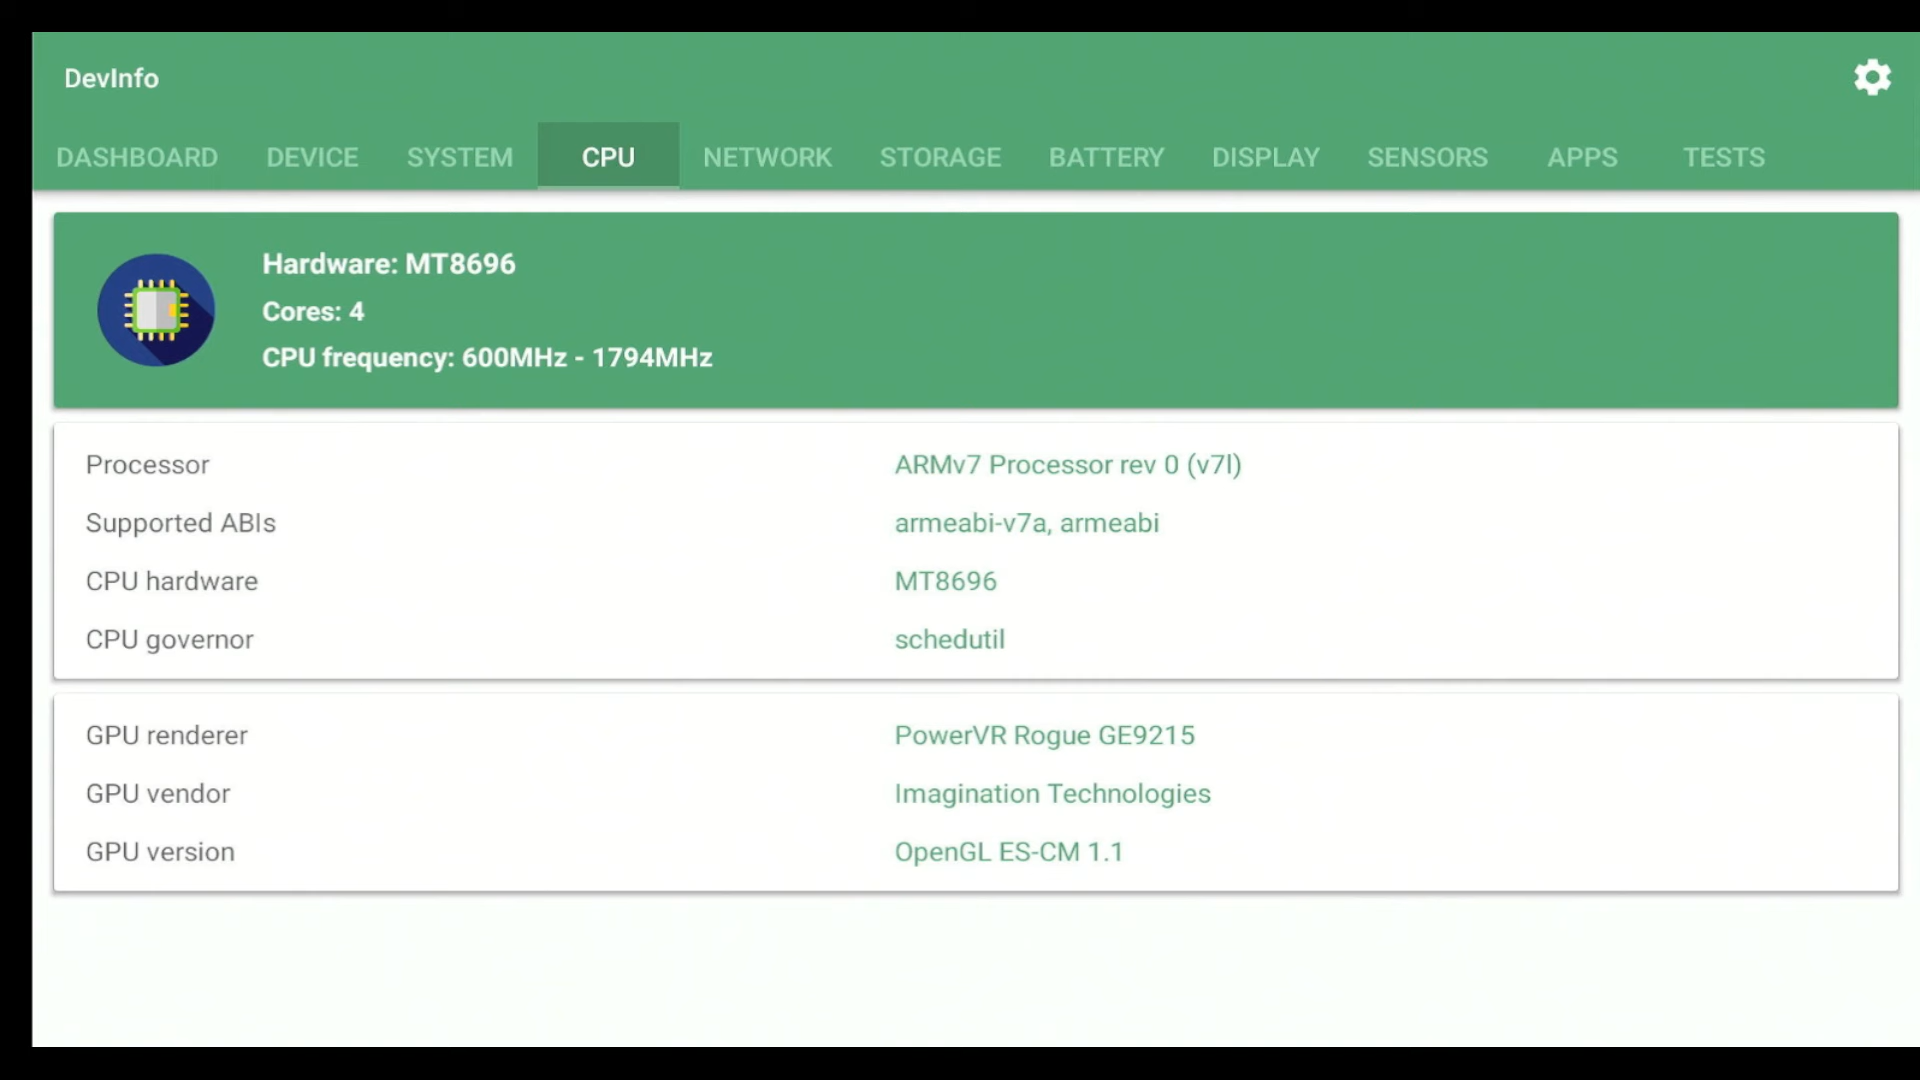 DevInfo
DASHBOARD DEVICE SYSTEM CPU NETWORK STORAGE BATTERY DISPLAY SENSORS APPS TESTS
Hardware: MT8696
Cores: 4
CPU frequency: 600MHz - 1794MHz
Processor ARMv7 Processor rev 0 (v7l)
Supported ABIs armeabi-v7a, armeabi
CPU hardware MT8696
CPU governor schedutil
GPU renderer PowerVR Rogue GE9215
GPU vendor Imagination Technologies
GPU version OpenGL ES-CM 1.1